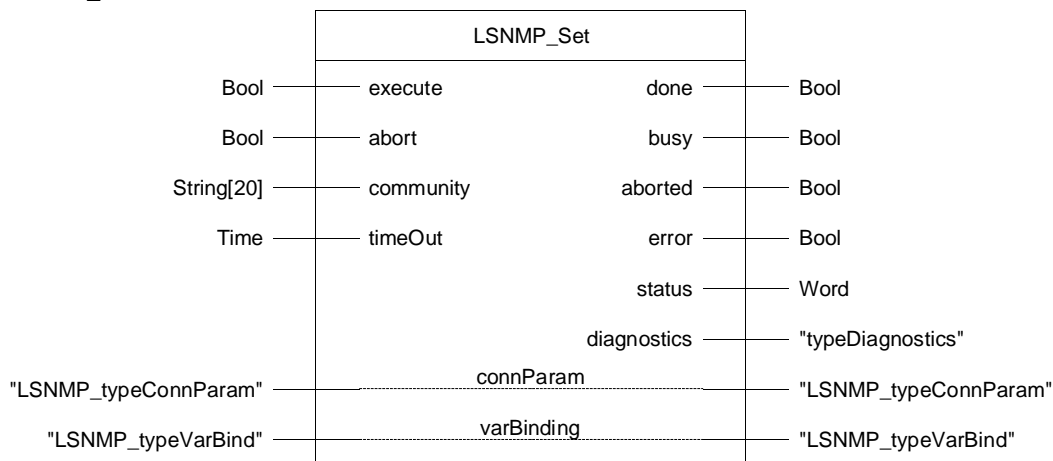 LSNMP_Set
Bool execute done Bool
Bool abort busy Bool
String[20] community aborted Bool
Time timeOut error Bool
status Word
diagnostics "typeDiagnostics"
"LSNMP_typeConnParam" connParam "LSNMP_typeConnParam"
"LSNMP_typeVarBind" varBinding "LSNMP_typeVarBind"